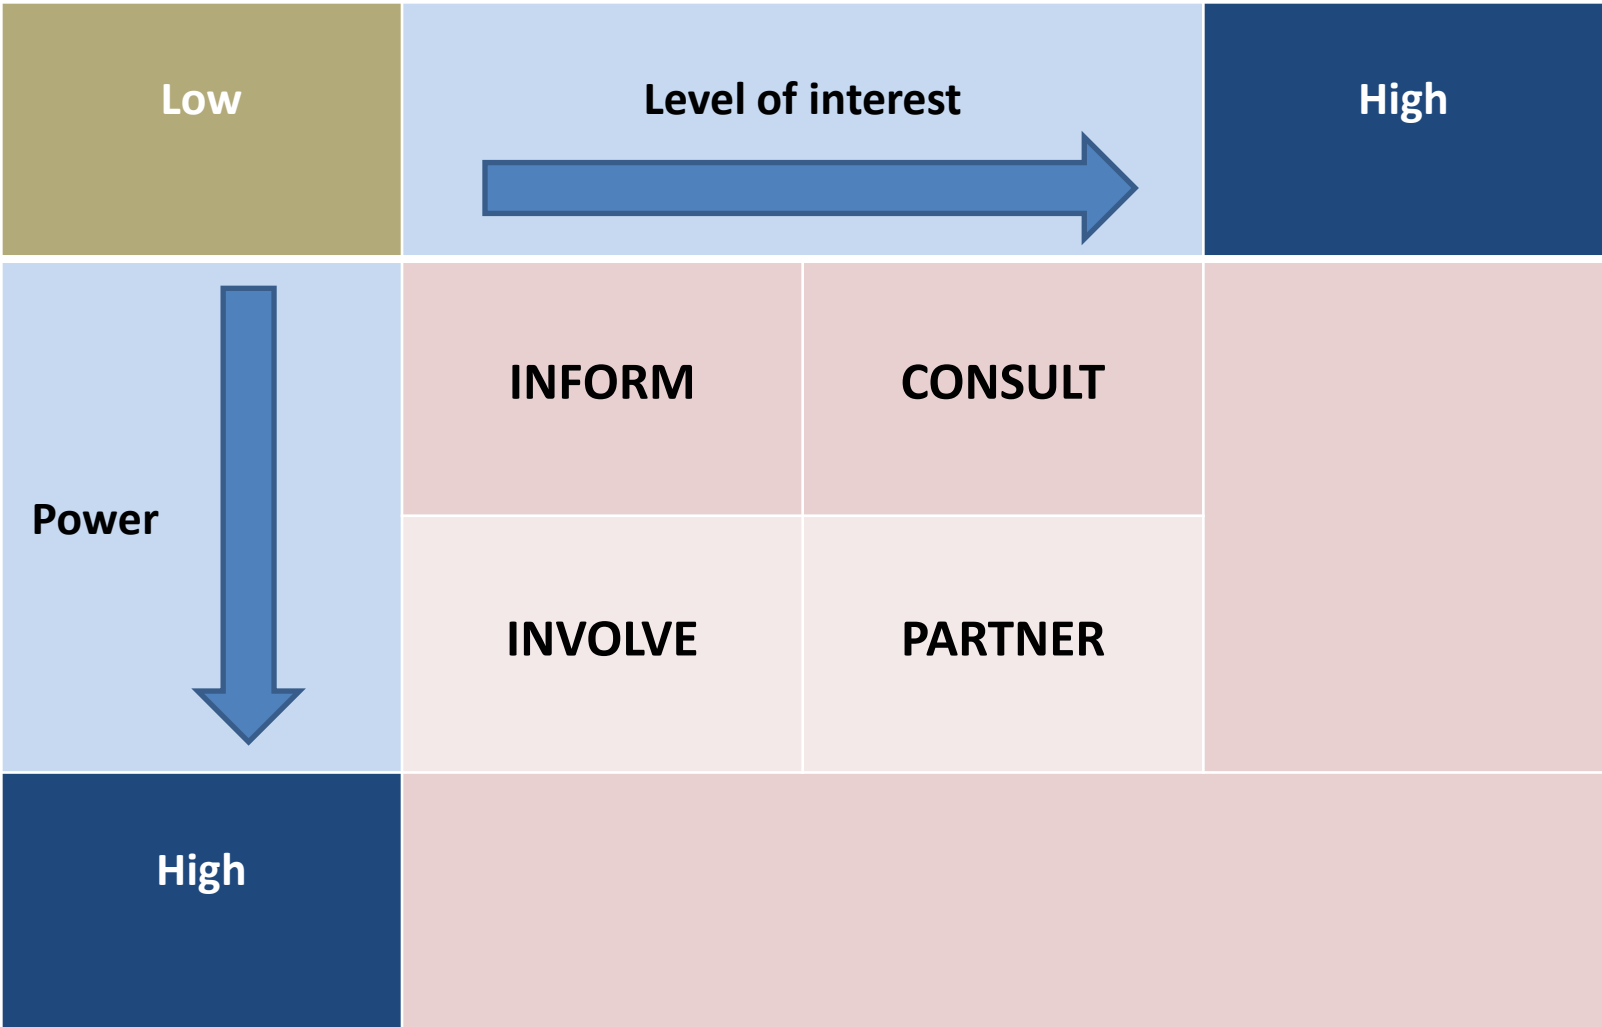 Low
Level of interest
High
INFORM
CONSULT
Power
INVOLVE
PARTNER
High